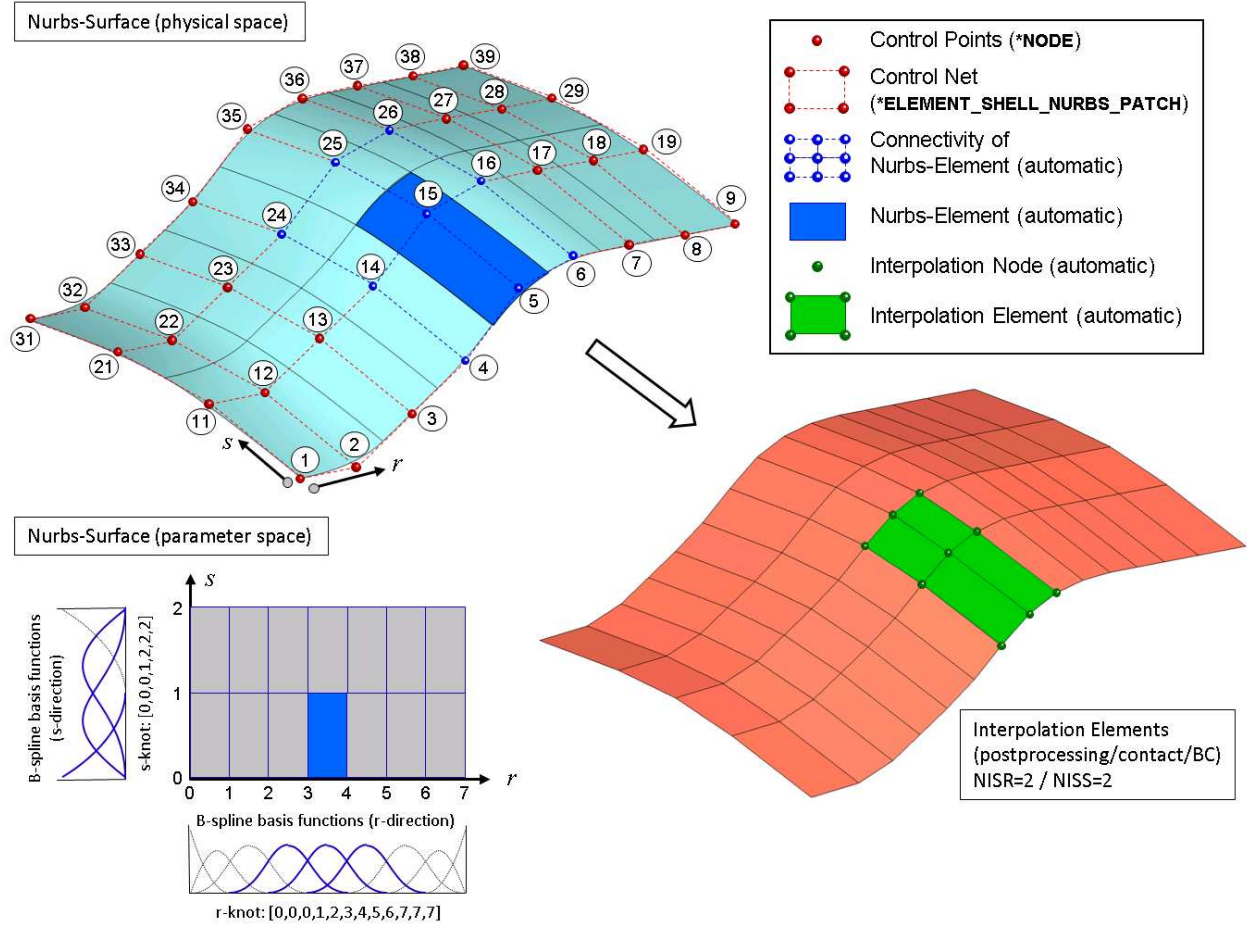 Nurbs-Surface (physical space)
39
38
37
36
35
29
28
27
26
25
34
19
18
17
16
15
24
33
9
8
7
6
5
14
23
32
31
22
21
13
4
12
11
3
2
1
s
r
Control Points (*NODE)
Control Net
(*ELEMENT_SHELL_NURBS_PATCH)
Connectivity of
Nurbs-Element (automatic)
Nurbs-Element (automatic)
Interpolation Node (automatic)
Interpolation Element (automatic)
Nurbs-Surface (parameter space)
s
2
1
0
B-spline basis functions
(s-direction)
s-knot: [0,0,0,1,2,2,2]
r
0 1 2 3 4 5 6 7
B-spline basis functions (r-direction)
r-knot: [0,0,0,1,2,3,4,5,6,7,7,7]
Interpolation Elements
(postprocessing/contact/BC)
NISR=2 / NISS=2